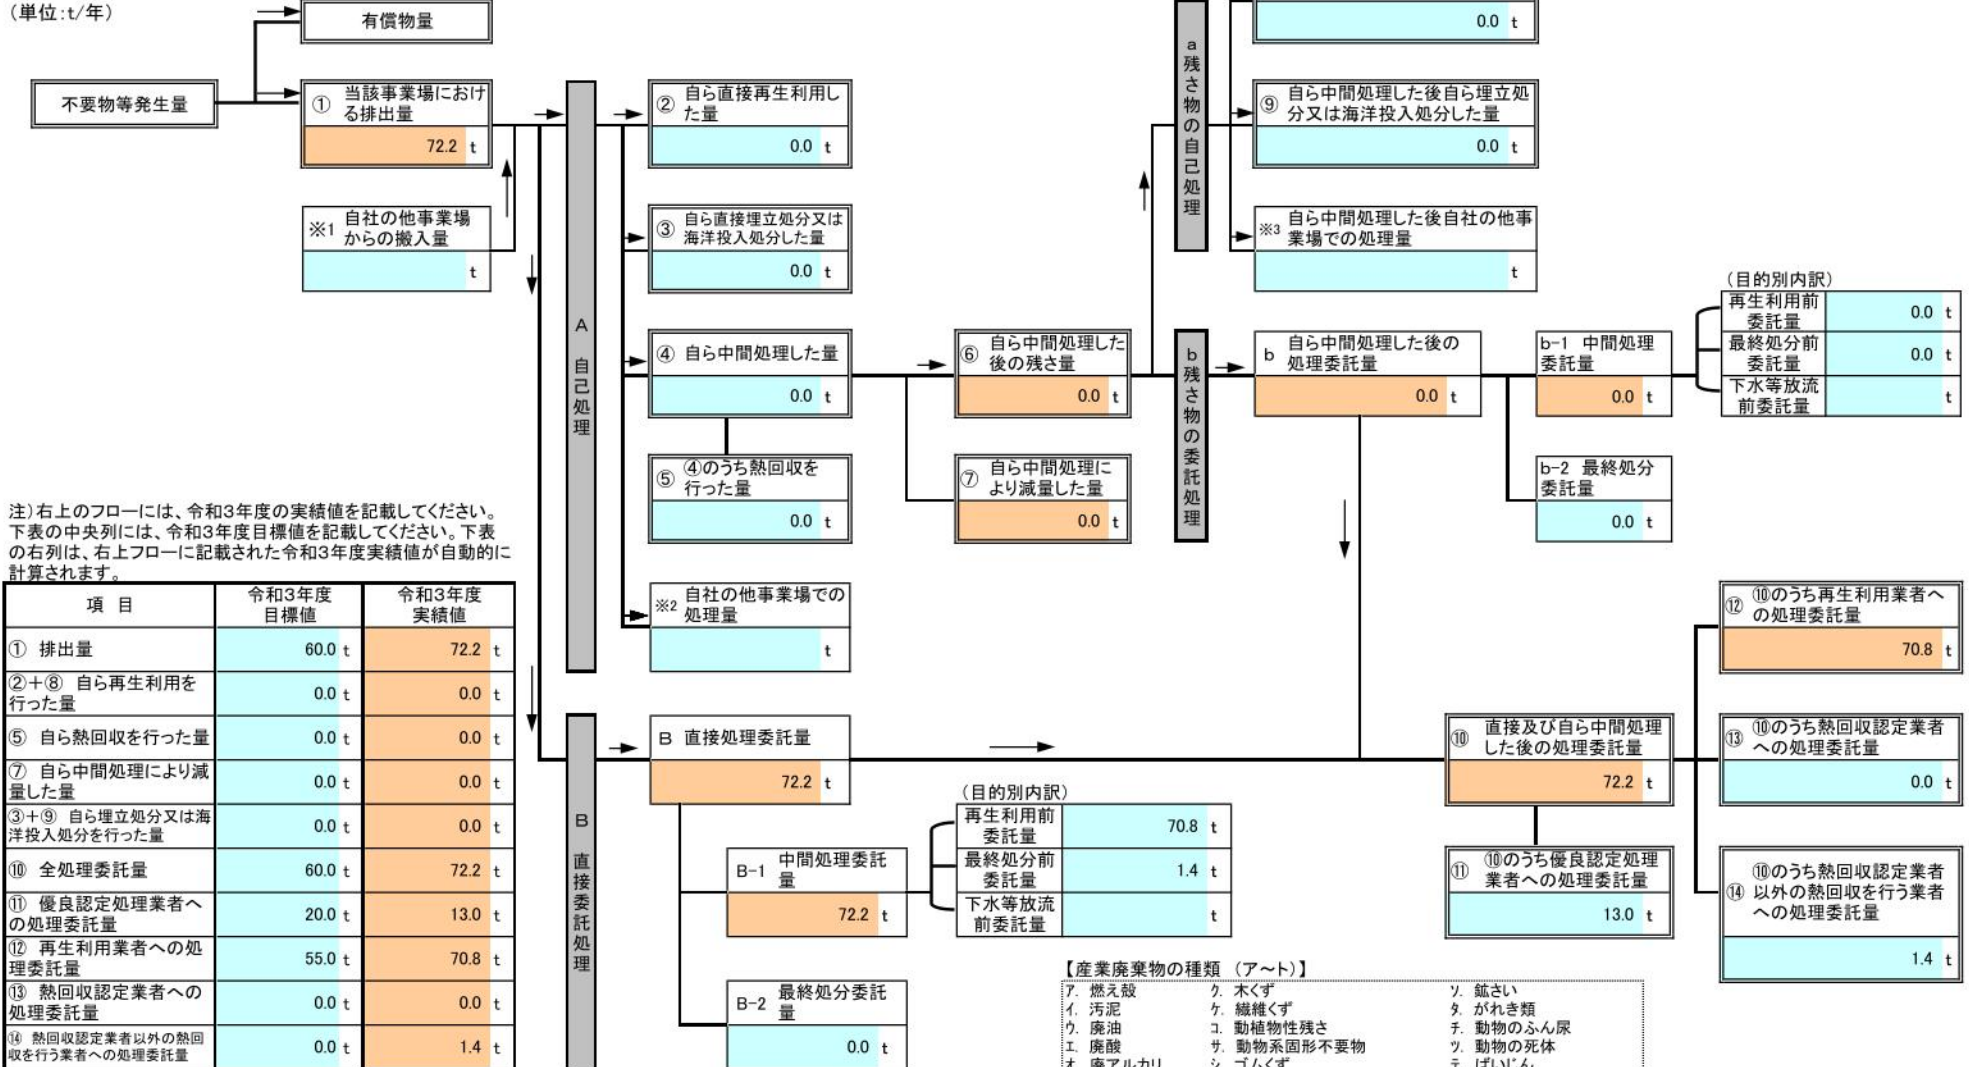 (単位:t/年)
有償物量
不要物等発生量
① 当該事業場におけ
る排出量
72.2 t
※1 自社の他事業場
からの搬入量
t
A 自己処理
② 自ら直接再生利用し
た量
0.0 t
③ 自ら直接埋立処分又は
海洋投入処分した量
0.0 t
④ 自ら中間処理した量
0.0 t
⑤ ④のうち熱回収を
行った量
0.0 t
※2 自社の他事業場での
処理量
t
⑥ 自ら中間処理した
後の残さ量
0.0 t
⑦ 自ら中間処理に
より減量した量
0.0 t
a 残さ物の自己処理
0.0 t
⑨ 自ら中間処理した後自ら埋立処
分又は海洋投入処分した量
0.0 t
※3 自ら中間処理した後自社の他事
業場での処理量
t
b 残さ物の委託処理
b 自ら中間処理した後の
処理委託量
0.0 t
b-1 中間処理
委託量
0.0 t
b-2 最終処分
委託量
0.0 t
(目的別内訳)
再生利用前
委託量
0.0 t
最終処分前
委託量
0.0 t
下水等放流
前委託量
t
注)右上のフローには、令和3年度の実績値を記載してください。
下表の中央列には、令和3年度目標値を記載してください。下表
の右列は、右上フローに記載された令和3年度実績値が自動的に
計算されます。
項 目 令和3年度
目標値 令和3年度
実績値
① 排出量 60.0 t 72.2 t
②+⑧ 自ら再生利用を
行った量 0.0 t 0.0 t
⑤ 自ら熱回収を行った量 0.0 t 0.0 t
⑦ 自ら中間処理により減
量した量 0.0 t 0.0 t
③+⑨ 自ら埋立処分又は海
洋投入処分を行った量 0.0 t 0.0 t
⑩ 全処理委託量 60.0 t 72.2 t
⑪ 優良認定処理業者へ
の処理委託量 20.0 t 13.0 t
⑫ 再生利用業者への処
理委託量 55.0 t 70.8 t
⑬ 熱回収認定業者への
処理委託量 0.0 t 0.0 t
⑭ 熱回収認定業者以外の熱回
収を行う業者への処理委託量 0.0 t 1.4 t
B 直接委託処理
B 直接処理委託量
72.2 t
B-1 中間処理委託
量
72.2 t
B-2 最終処分委託
量
0.0 t
(目的別内訳)
再生利用前
委託量
70.8 t
最終処分前
委託量
1.4 t
下水等放流
前委託量
t
⑩ 直接及び自ら中間処理
した後の処理委託量
72.2 t
⑪ ⑩のうち優良認定処理
業者への処理委託量
13.0 t
⑫ ⑩のうち再生利用業者へ
の処理委託量
70.8 t
⑬ ⑩のうち熱回収認定業者
への処理委託量
0.0 t
⑭ ⑩のうち熱回収認定業者
以外の熱回収を行う業者
への処理委託量
1.4 t
【産業廃棄物の種類 (ア~ト)】
ア. 燃え殻 ク. 木くず ソ. 鉱さい
イ. 汚泥 ケ. 繊維くず タ. がれき類
ウ. 廃油 コ. 動植物性残さ チ. 動物のふん尿
エ. 廃酸 サ. 動物系固形不要物 ツ. 動物の死体
オ. 廃アルカリ シ. ゴムくず テ. ばいじん